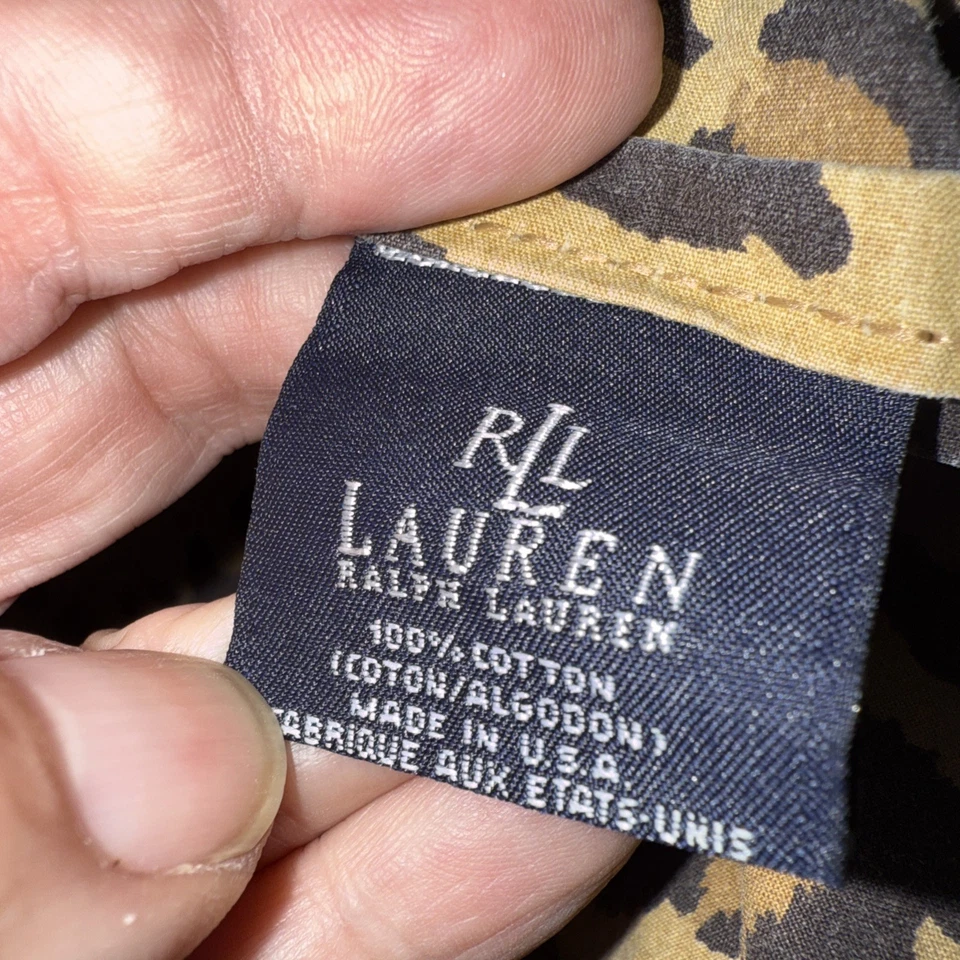 RLL
LAUREN
RALPH LAUREN
100% COTTON
(COTON/ALGODON)
MADE IN U.S.A
FABRIQUE AUX ETATS-UNIS